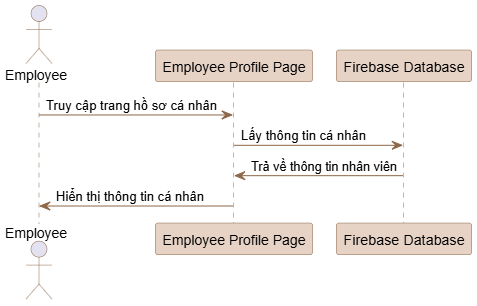 Employee
Employee Profile Page
Firebase Database
Truy cập trang hồ sơ cá nhân
Lấy thông tin cá nhân
Trả về thông tin nhân viên
Hiển thị thông tin cá nhân
Employee
Employee Profile Page
Firebase Database